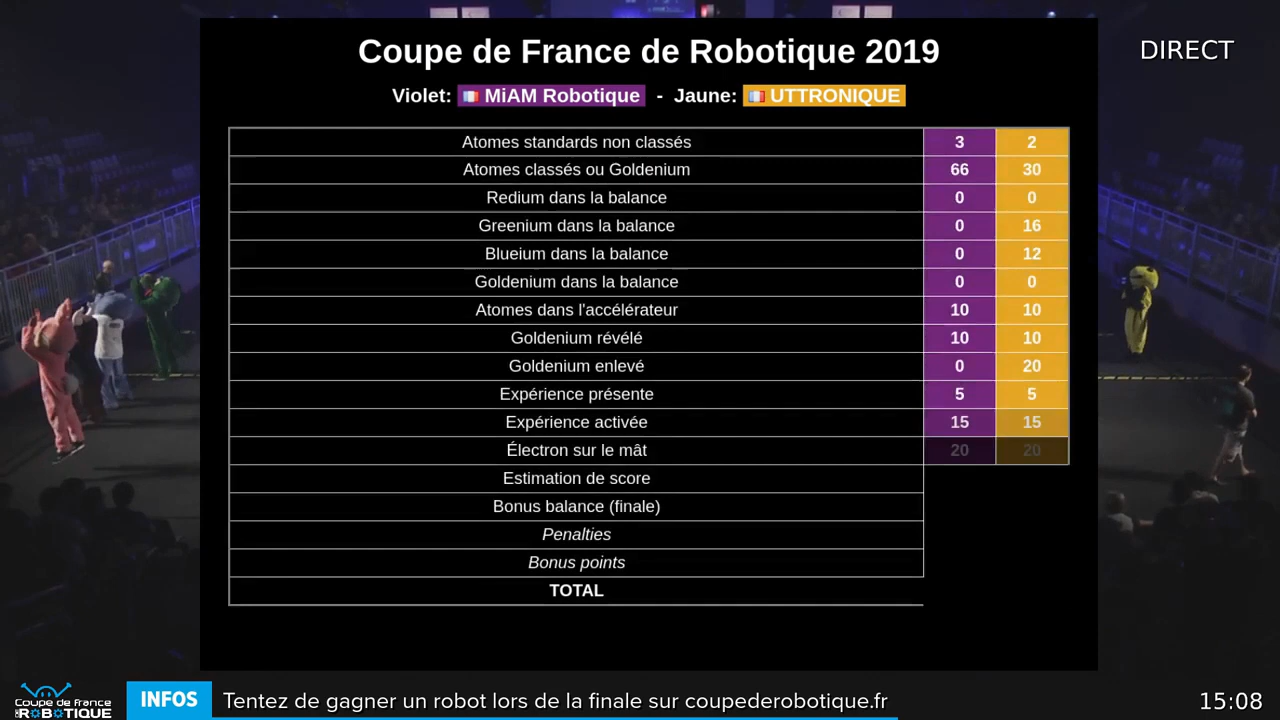 Coupe de France de Robotique 2019
DIRECT
Violet: MiAM Robotique - Jaune: UTTRONIQUE
Atomes standards non classés 3 2
Atomes classés ou Goldenium 66 30
Redium dans la balance 0 0
Greenium dans la balance 0 16
Blueium dans la balance 0 12
Goldenium dans la balance 0 0
Atomes dans l'accélérateur 10 10
Goldenium révélé 10 10
Goldenium enlevé 0 20
Expérience présente 5 5
Expérience activée 15 15
Électron sur le mât 20 20
Estimation de score
Bonus balance (finale)
Penalties
Bonus points
TOTAL
Coupe de france
DE ROBOTIQUE
INFOS Tentez de gagner un robot lors de la finale sur coupederobotique.fr 15:08